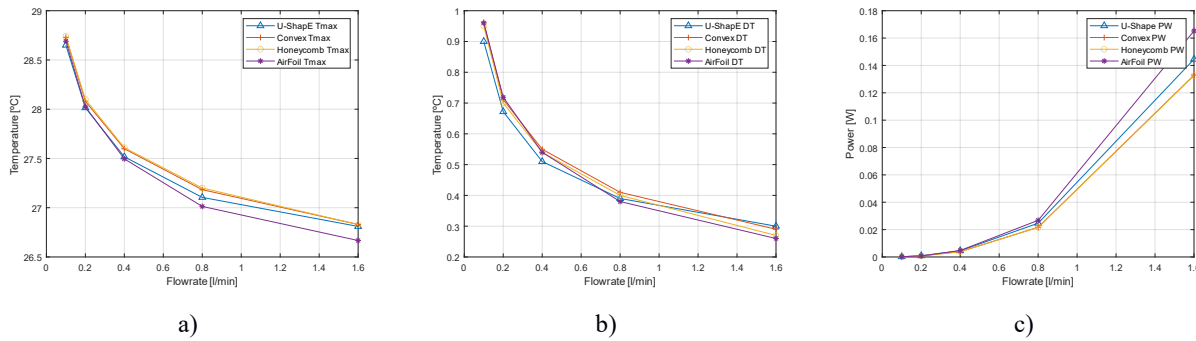 29
28.5
28
27.5
27
26.5
0 0.2 0.4 0.6 0.8 1 1.2 1.4 1.6
Temperature [ºC]
Flowrate [l/min]
U-ShapE Tmax
Convex Tmax
Honeycomb Tmax
AirFoil Tmax
a)
1
0.9
0.8
0.7
0.6
0.5
0.4
0.3
0.2
0 0.2 0.4 0.6 0.8 1 1.2 1.4 1.6
Temperature [ºC]
Flowrate [l/min]
U-ShapE DT
Convex DT
Honeycomb DT
AirFoil DT
b)
0.18
0.16
0.14
0.12
0.1
0.08
0.06
0.04
0.02
0
0 0.2 0.4 0.6 0.8 1 1.2 1.4 1.6
Power [W]
Flowrate [l/min]
U-Shape PW
Convex PW
Honeycomb PW
AirFoil PW
c)